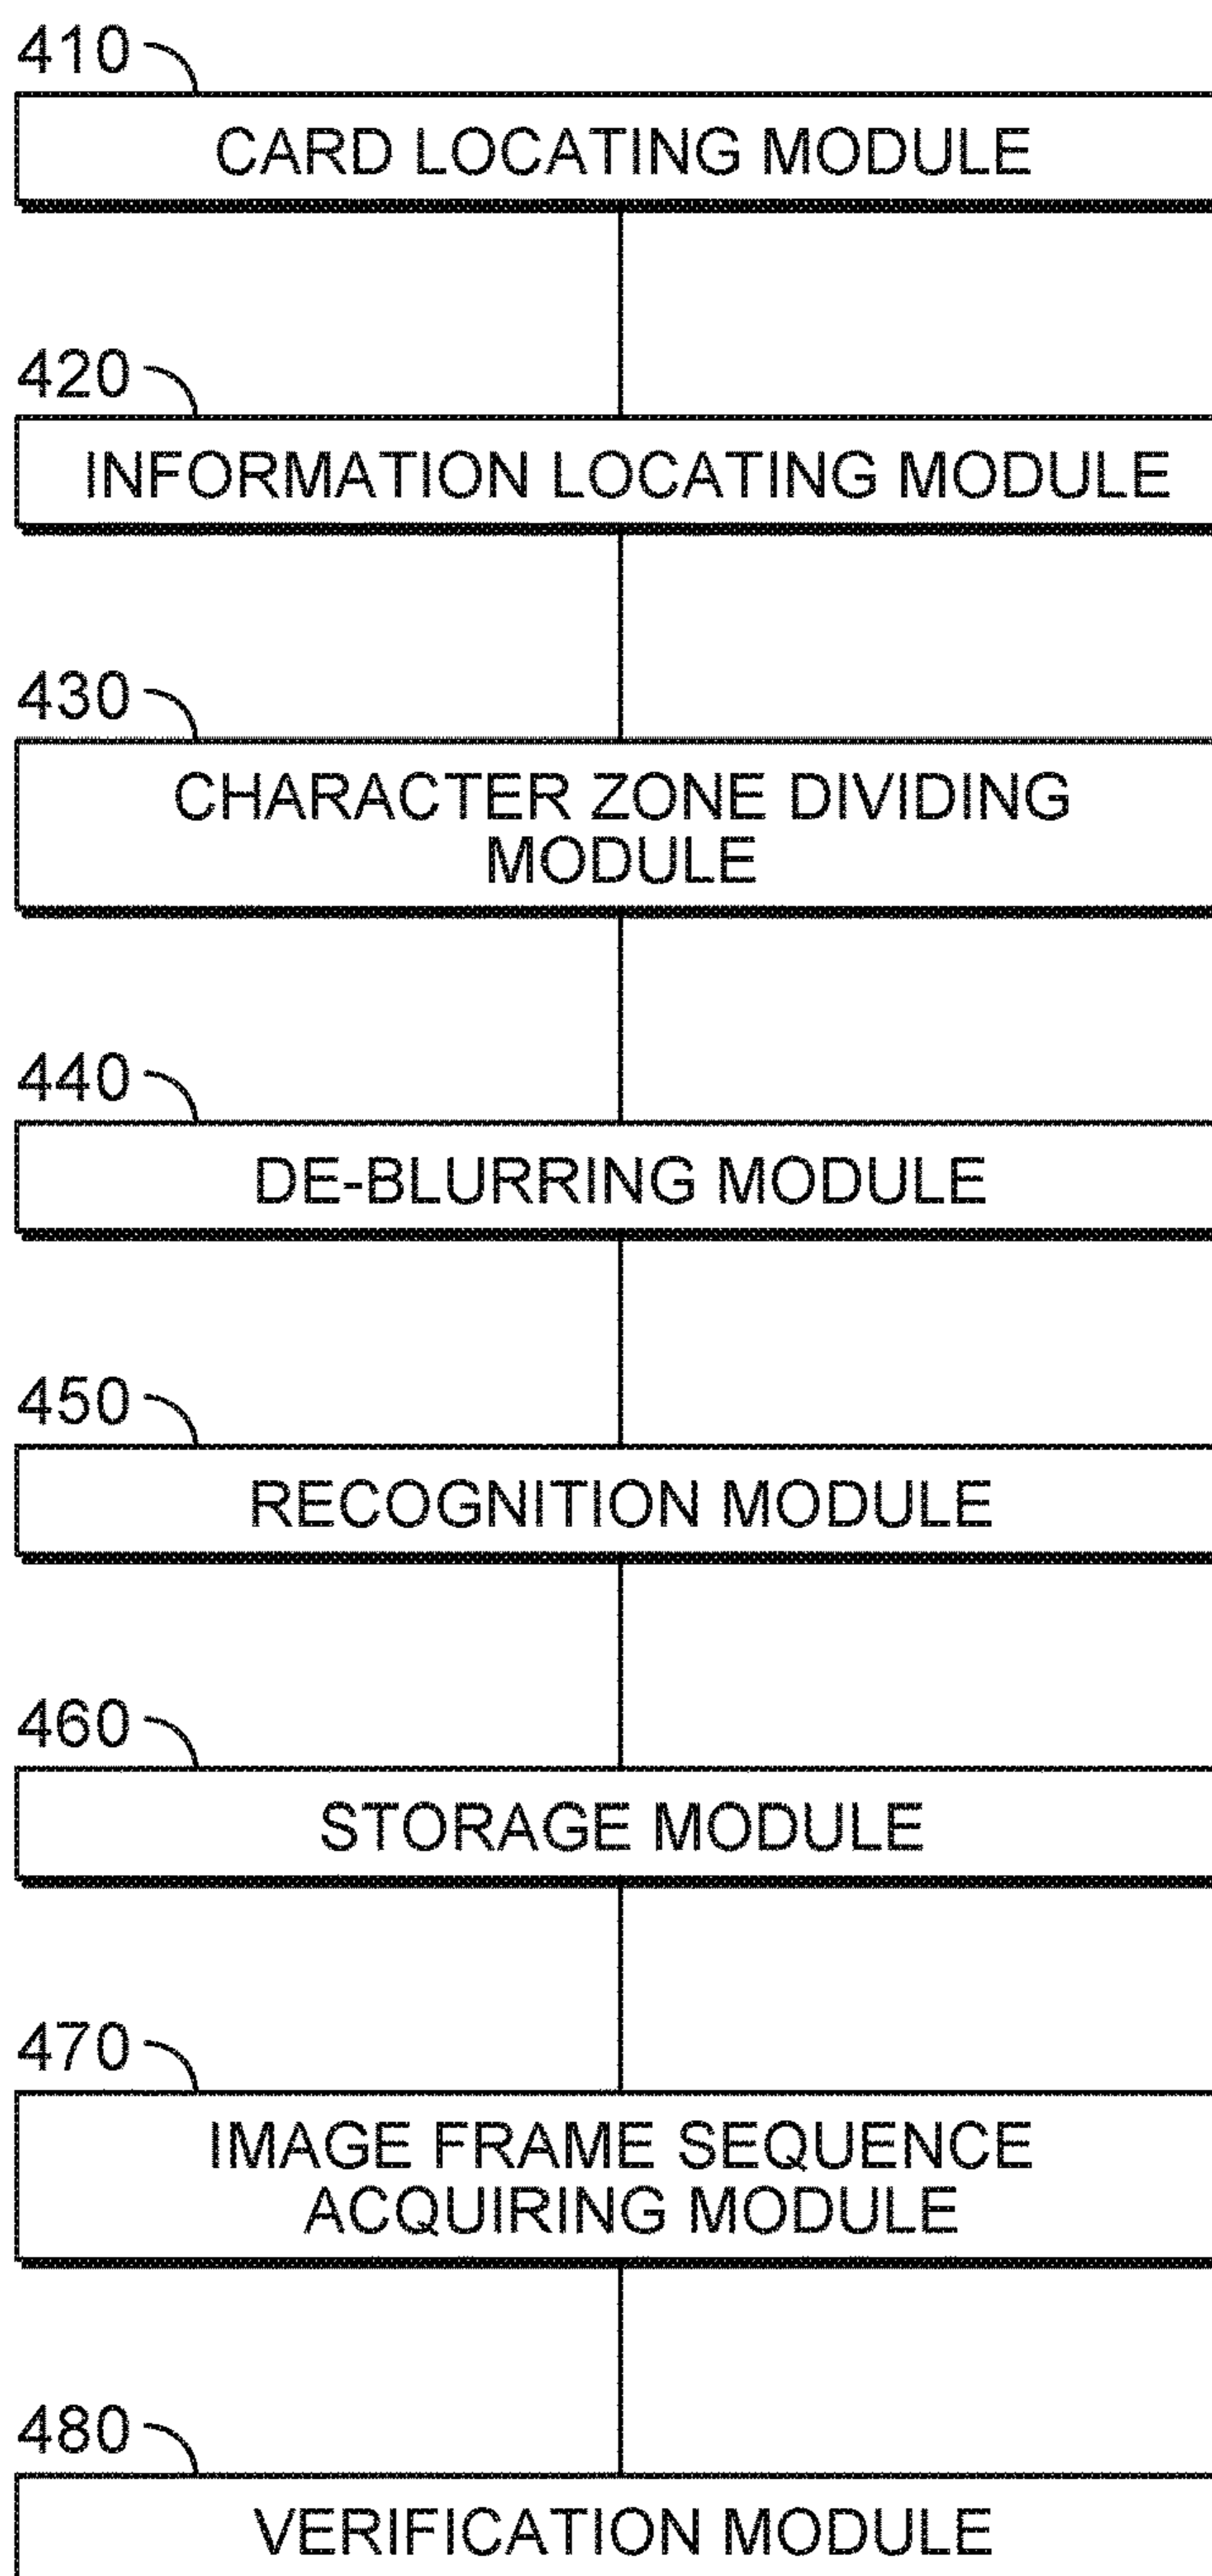 410
CARD LOCATING MODULE
420
INFORMATION LOCATING MODULE
430
CHARACTER ZONE DIVIDING
MODULE
440
DE-BLURRING MODULE
450
RECOGNITION MODULE
460
STORAGE MODULE
470
IMAGE FRAME SEQUENCE
ACQUIRING MODULE
480
VERIFICATION MODULE